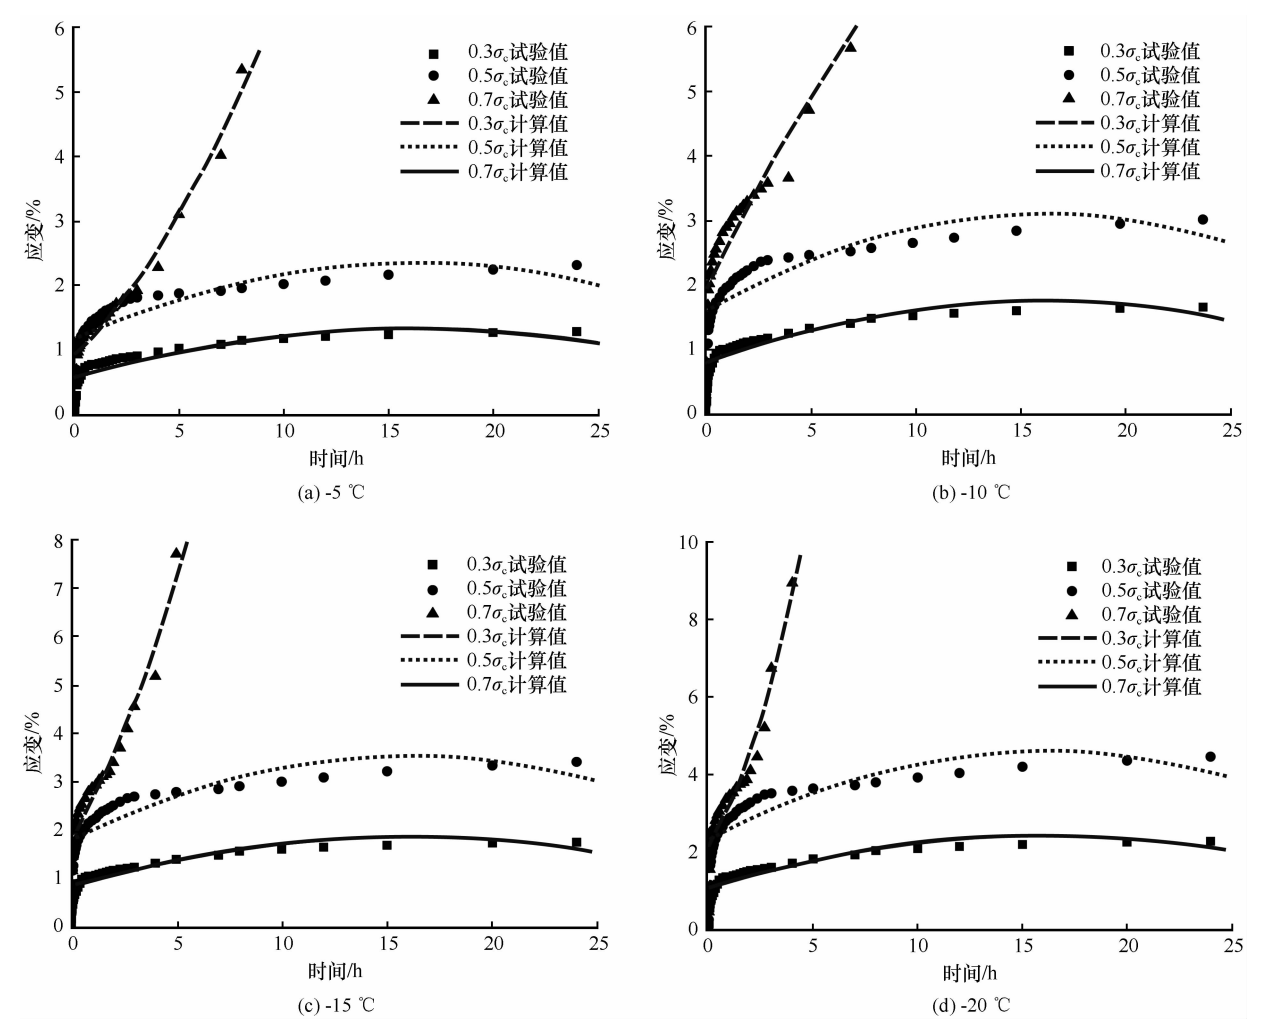 6
5
4
3
2
1
0
应变/%
0.3σc试验值
0.5σc试验值
0.7σc试验值
0.3σc计算值
0.5σc计算值
0.7σc计算值
0 5 10 15 20 25
时间/h
(a) -5 ℃
6
5
4
3
2
1
0
应变/%
0.3σc试验值
0.5σc试验值
0.7σc试验值
0.3σc计算值
0.5σc计算值
0.7σc计算值
0 5 10 15 20 25
时间/h
(b) -10 ℃
8
7
6
5
4
3
2
1
0
应变/%
0.3σc试验值
0.5σc试验值
0.7σc试验值
0.3σc计算值
0.5σc计算值
0.7σc计算值
0 5 10 15 20 25
时间/h
(c) -15 ℃
10
8
6
4
2
0
应变/%
0.3σc试验值
0.5σc试验值
0.7σc试验值
0.3σc计算值
0.5σc计算值
0.7σc计算值
0 5 10 15 20 25
时间/h
(d) -20 ℃